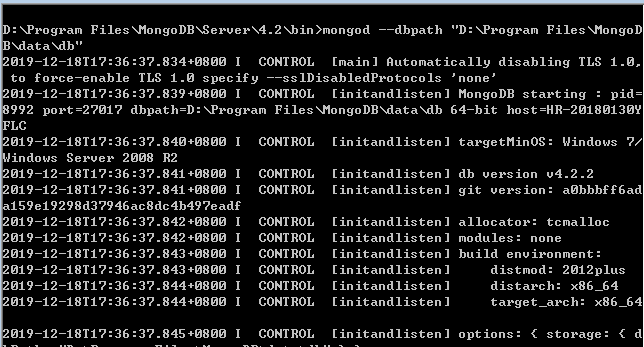 D:\Program Files\MongoDB\Server\4.2\bin>mongod --dbpath "D:\Program Files\Mongo
B\data\db"
2019-12-18T17:36:37.834+0800 I  CONTROL  [main] Automatically disabling TLS 1.0,
 to force-enable TLS 1.0 specify --sslDisabledProtocols 'none'
2019-12-18T17:36:37.839+0800 I  CONTROL  [initandlisten] MongoDB starting : pid=
8992 port=27017 dbpath=D:\Program Files\MongoDB\data\db 64-bit host=HR-20180130Y
FLC
2019-12-18T17:36:37.840+0800 I  CONTROL  [initandlisten] targetMinOS: Windows 7/
Windows Server 2008 R2
2019-12-18T17:36:37.841+0800 I  CONTROL  [initandlisten] db version v4.2.2
2019-12-18T17:36:37.841+0800 I  CONTROL  [initandlisten] git version: a0bbbff6ad
a159e19298d37946ac8dc4b497eadf
2019-12-18T17:36:37.842+0800 I  CONTROL  [initandlisten] allocator: tcmalloc
2019-12-18T17:36:37.842+0800 I  CONTROL  [initandlisten] modules: none
2019-12-18T17:36:37.843+0800 I  CONTROL  [initandlisten] build environment:
2019-12-18T17:36:37.843+0800 I  CONTROL  [initandlisten]     distmod: 2012plus
2019-12-18T17:36:37.844+0800 I  CONTROL  [initandlisten]     distarch: x86_64
2019-12-18T17:36:37.844+0800 I  CONTROL  [initandlisten]     target_arch: x86_64
2019-12-18T17:36:37.845+0800 I  CONTROL  [initandlisten] options: { storage: { d